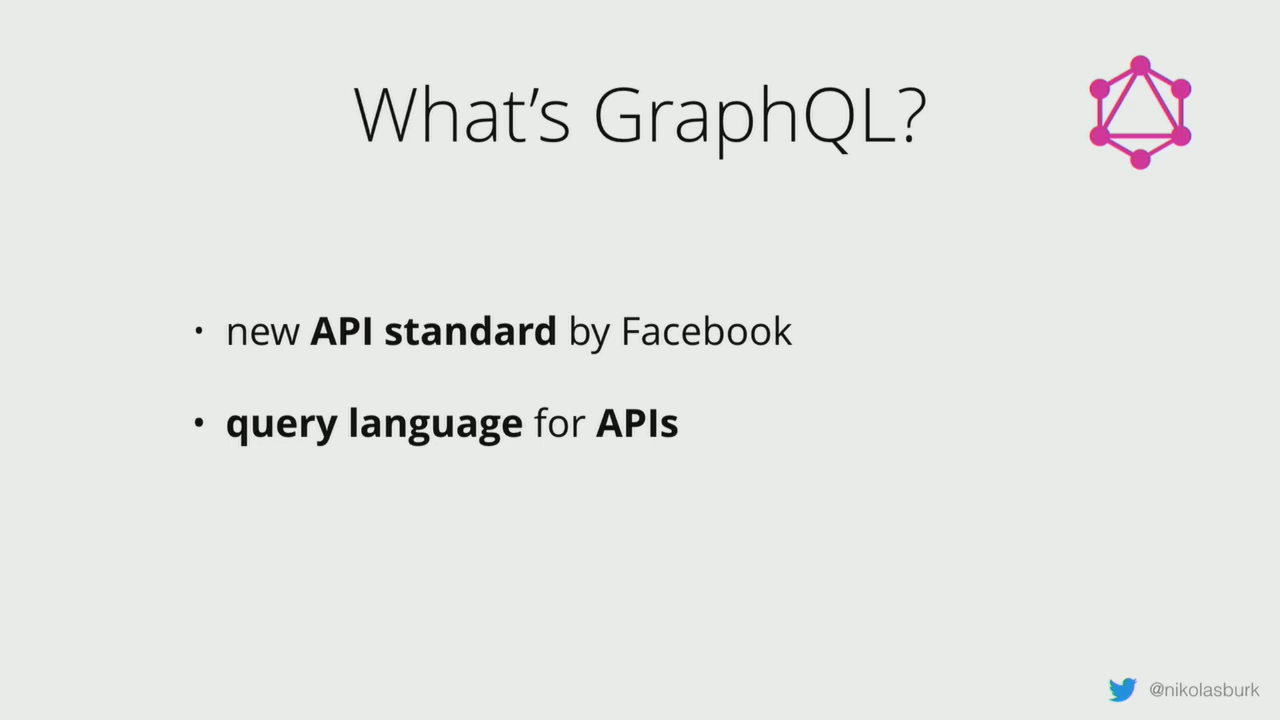 What’s GraphQL?
• new API standard by Facebook
• query language for APIs
@nikolasburk